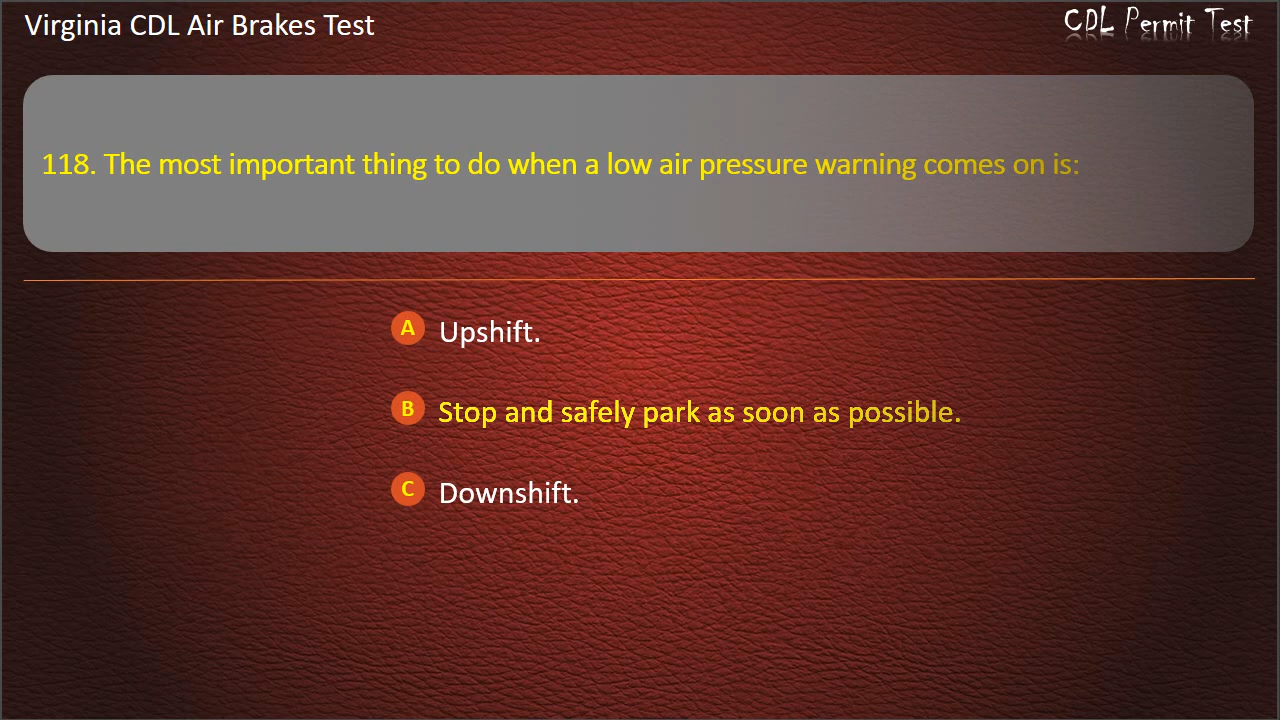 Virginia CDL Air Brakes Test
CDL Permit Test
118. The most important thing to do when a low air pressure warning comes on is:
A Upshift.
B Stop and safely park as soon as possible.
C Downshift.